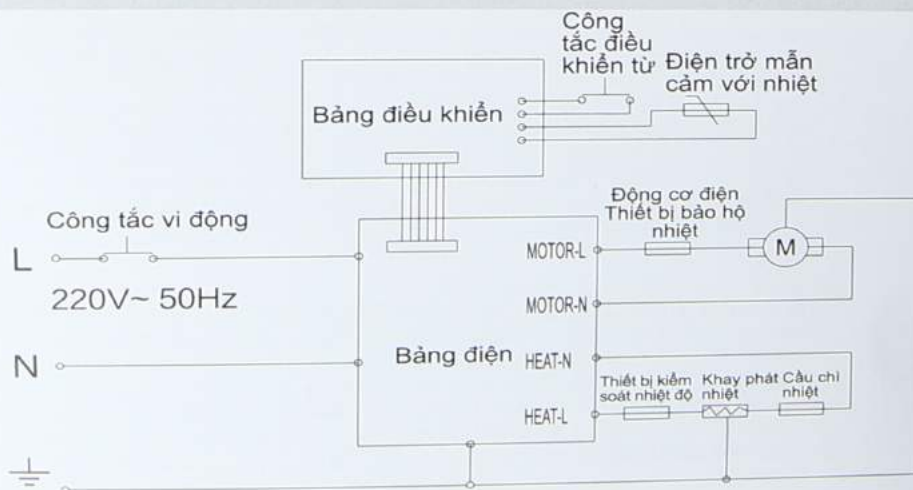 Công
tắc điều
khiển từ
Điện trở mẫn
cảm với nhiệt
Bảng điều khiển
Công tắc vi động
Động cơ điện
Thiết bị bảo hộ
nhiệt
L
MOTOR-L
M
220V~ 50Hz
MOTOR-N
N
Bảng điện
HEAT-N
Thiết bị kiểm
soát nhiệt độ
Khay phát
nhiệt
Cầu chì
nhiệt
HEAT-L